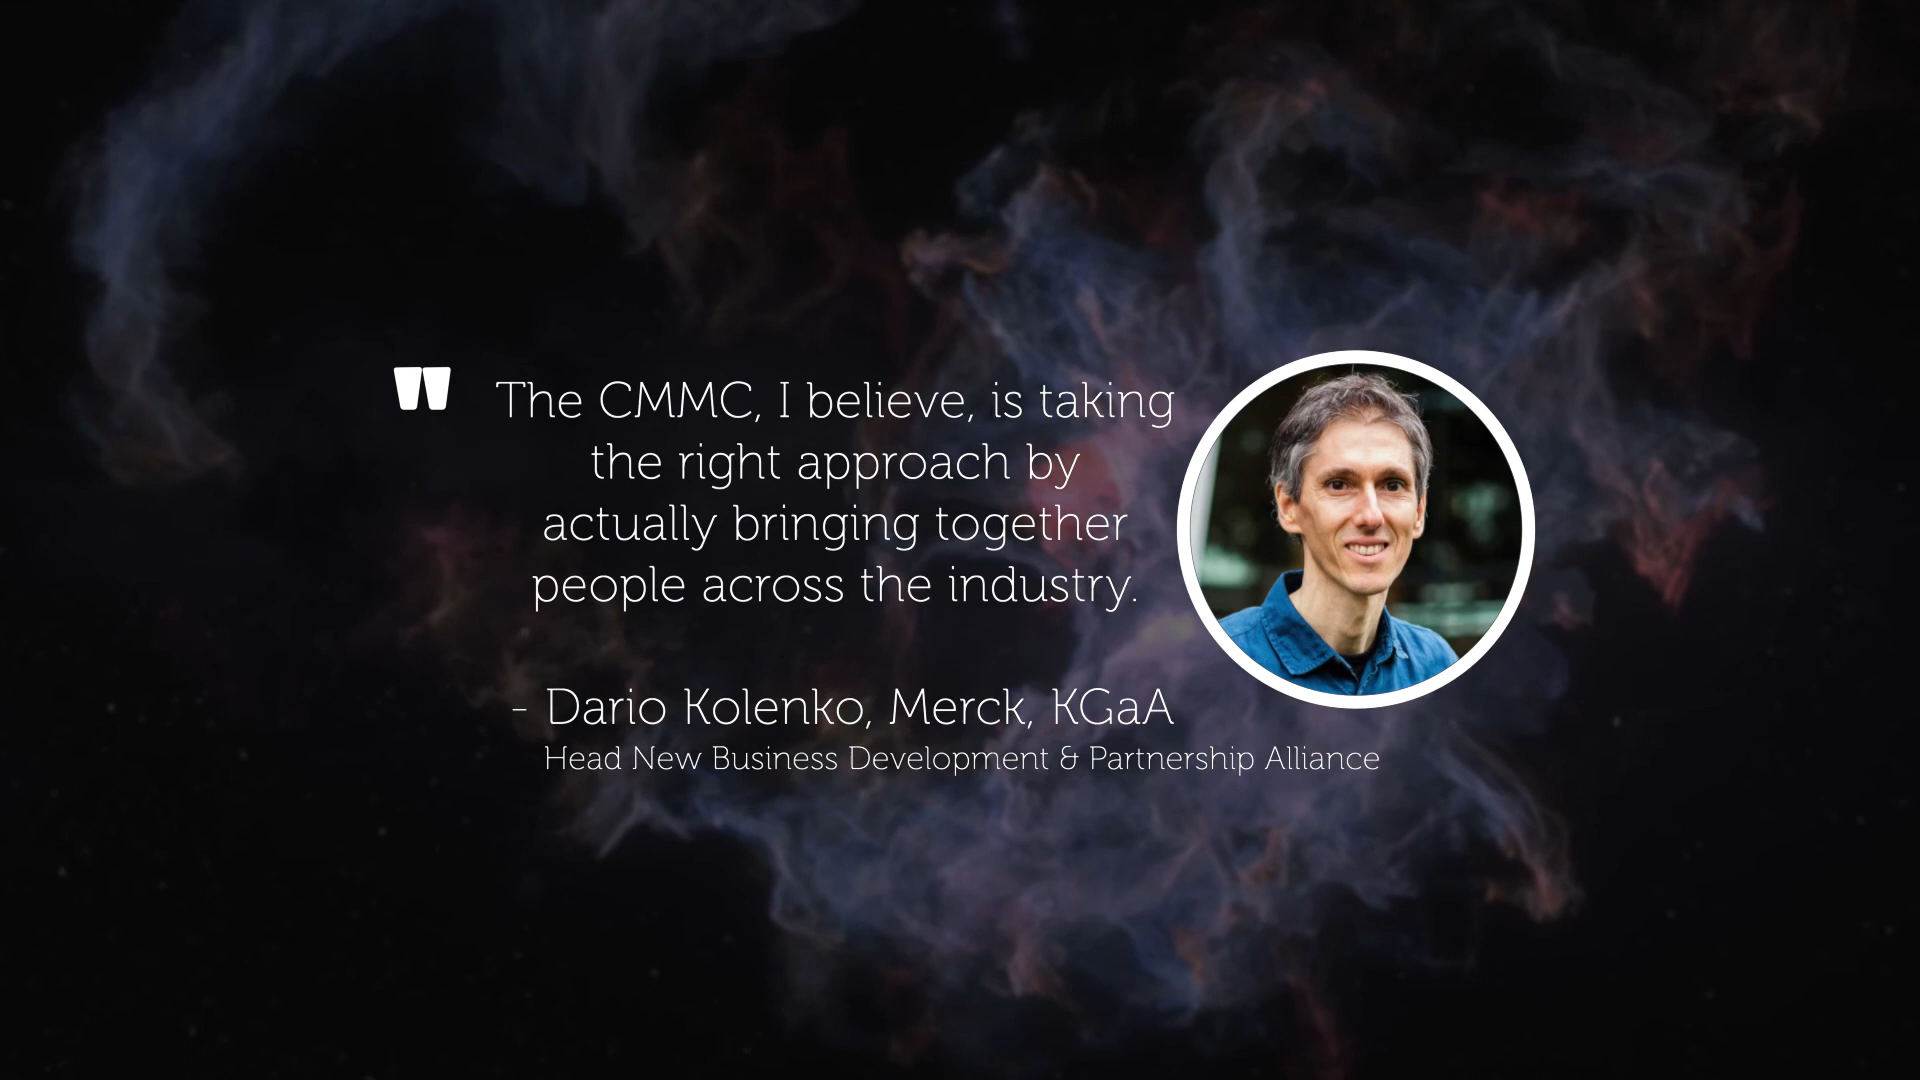 " The CMMC, I believe, is taking
the right approach by
actually bringing together
people across the industry.
- Dario Kolenko, Merck, KGaA
Head New Business Development & Partnership Alliance